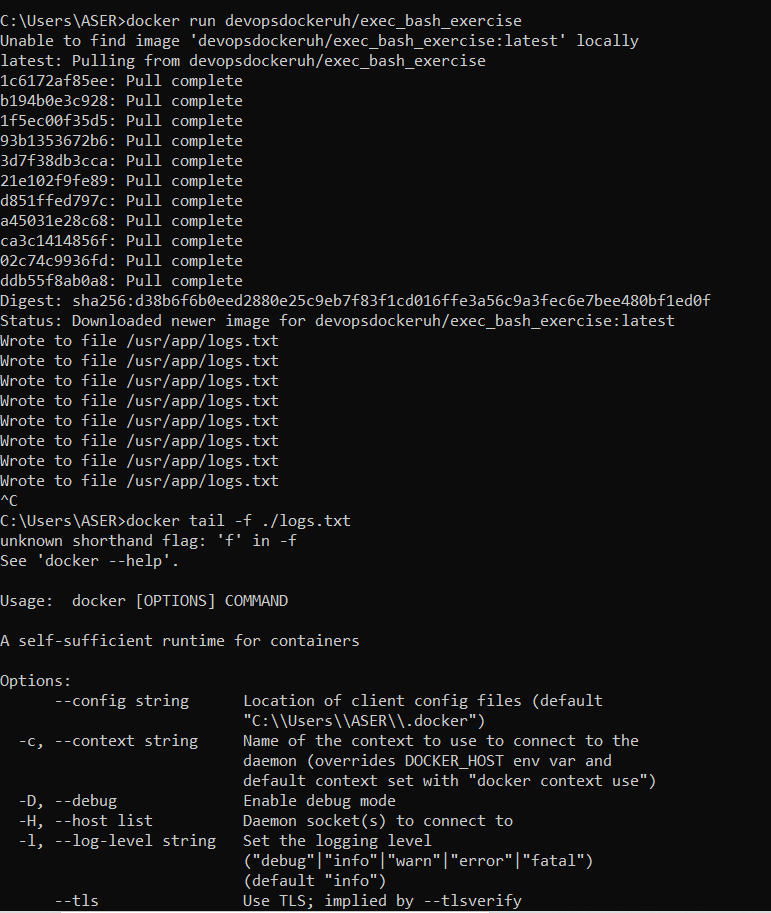 C:\Users\ASER>docker run devopsdockeruh/exec_bash_exercise
Unable to find image 'devopsdockeruh/exec_bash_exercise:latest' locally
latest: Pulling from devopsdockeruh/exec_bash_exercise
1c6172af85ee: Pull complete
b194b0e3c928: Pull complete
1f5ec00f35d5: Pull complete
93b1353672b6: Pull complete
3d7f38db3cca: Pull complete
21e102f9fe89: Pull complete
d851ffed797c: Pull complete
a45031e28c68: Pull complete
ca3c1414856f: Pull complete
02c74c9936fd: Pull complete
ddb55f8ab0a8: Pull complete
Digest: sha256:d38b6f6b0eed2880e25c9eb7f83f1cd016ffe3a56c9a3fec6e7bee480bf1ed0f
Status: Downloaded newer image for devopsdockeruh/exec_bash_exercise:latest
Wrote to file /usr/app/logs.txt
Wrote to file /usr/app/logs.txt
Wrote to file /usr/app/logs.txt
Wrote to file /usr/app/logs.txt
Wrote to file /usr/app/logs.txt
Wrote to file /usr/app/logs.txt
Wrote to file /usr/app/logs.txt
Wrote to file /usr/app/logs.txt
^C
C:\Users\ASER>docker tail -f ./logs.txt
unknown shorthand flag: 'f' in -f
See 'docker --help'.

Usage:  docker [OPTIONS] COMMAND

A self-sufficient runtime for containers

Options:
      --config string      Location of client config files (default
                           "C:\\Users\\ASER\\.docker")
  -c, --context string     Name of the context to use to connect to the
                           daemon (overrides DOCKER_HOST env var and
                           default context set with "docker context use")
  -D, --debug              Enable debug mode
  -H, --host list          Daemon socket(s) to connect to
  -l, --log-level string   Set the logging level
                           ("debug"|"info"|"warn"|"error"|"fatal")
                           (default "info")
      --tls                Use TLS; implied by --tlsverify